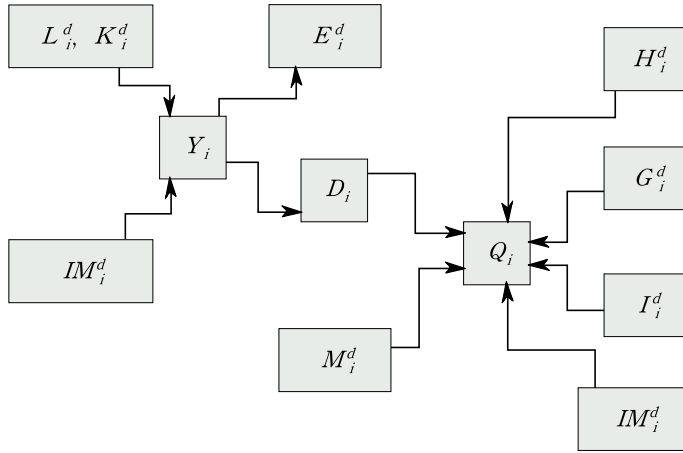 L_i^d, K_i^d
E_i^d
H_i^d
Y_i
G_i^d
D_i
Q_i
IM_i^d
I_i^d
M_i^d
IM_i^d